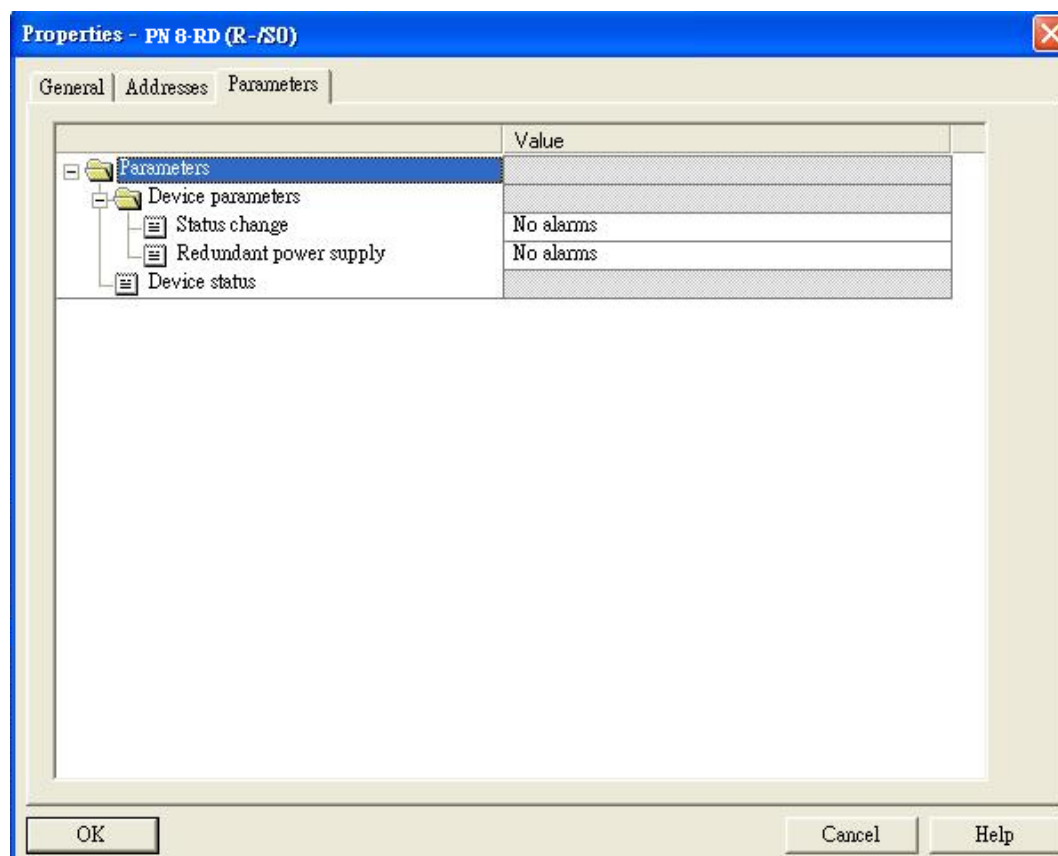 Properties - PN 8-RD (R-/S0)
General Addresses Parameters
Value
Parameters
Device parameters
Status change No alarms
Redundant power supply No alarms
Device status
OK Cancel Help